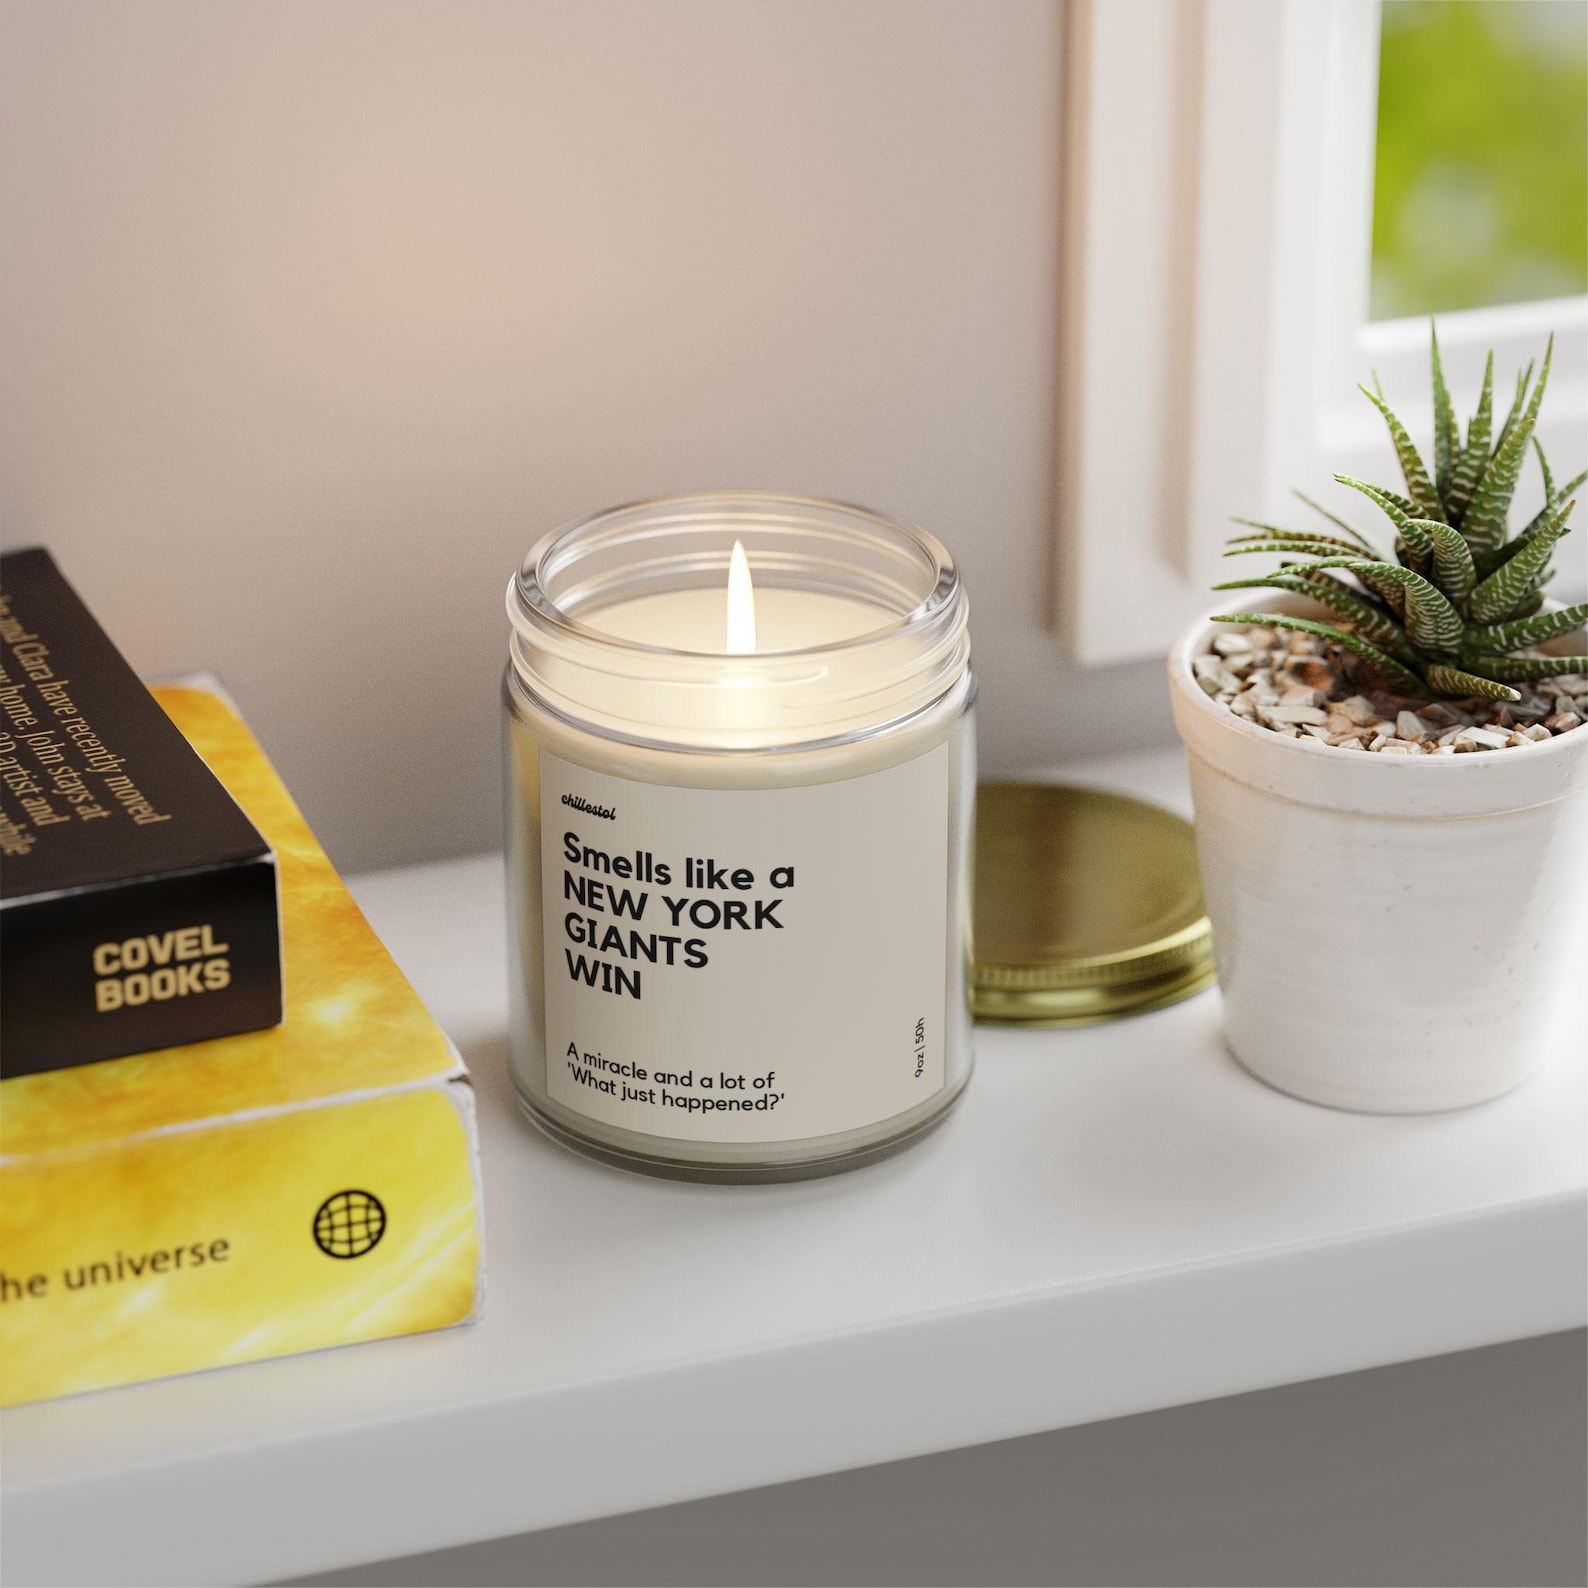 chillestol
Smells like a
NEW YORK
GIANTS
WIN
A miracle and a lot of
'What just happened?'
9oz | 50h
and Clara have recently moved
home. John stays at
artist and
while
COVEL
BOOKS
he universe